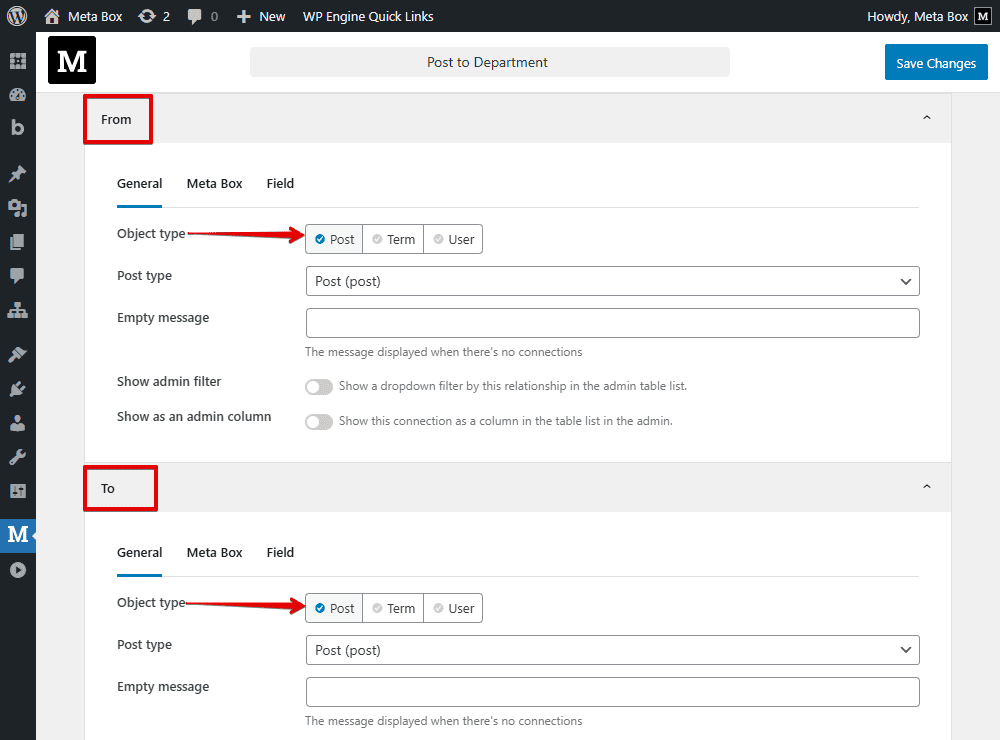 Meta Box 2 0 New WP Engine Quick Links Howdy, Meta Box M
M Post to Department Save Changes
b
From
General Meta Box Field
Object type Post Term User
Post type Post (post)
Empty message
The message displayed when there's no connections
Show admin filter Show a dropdown filter by this relationship in the admin table list.
Show as an admin column Show this connection as a column in the table list in the admin.
To
M
General Meta Box Field
Object type Post Term User
Post type Post (post)
Empty message
The message displayed when there's no connections